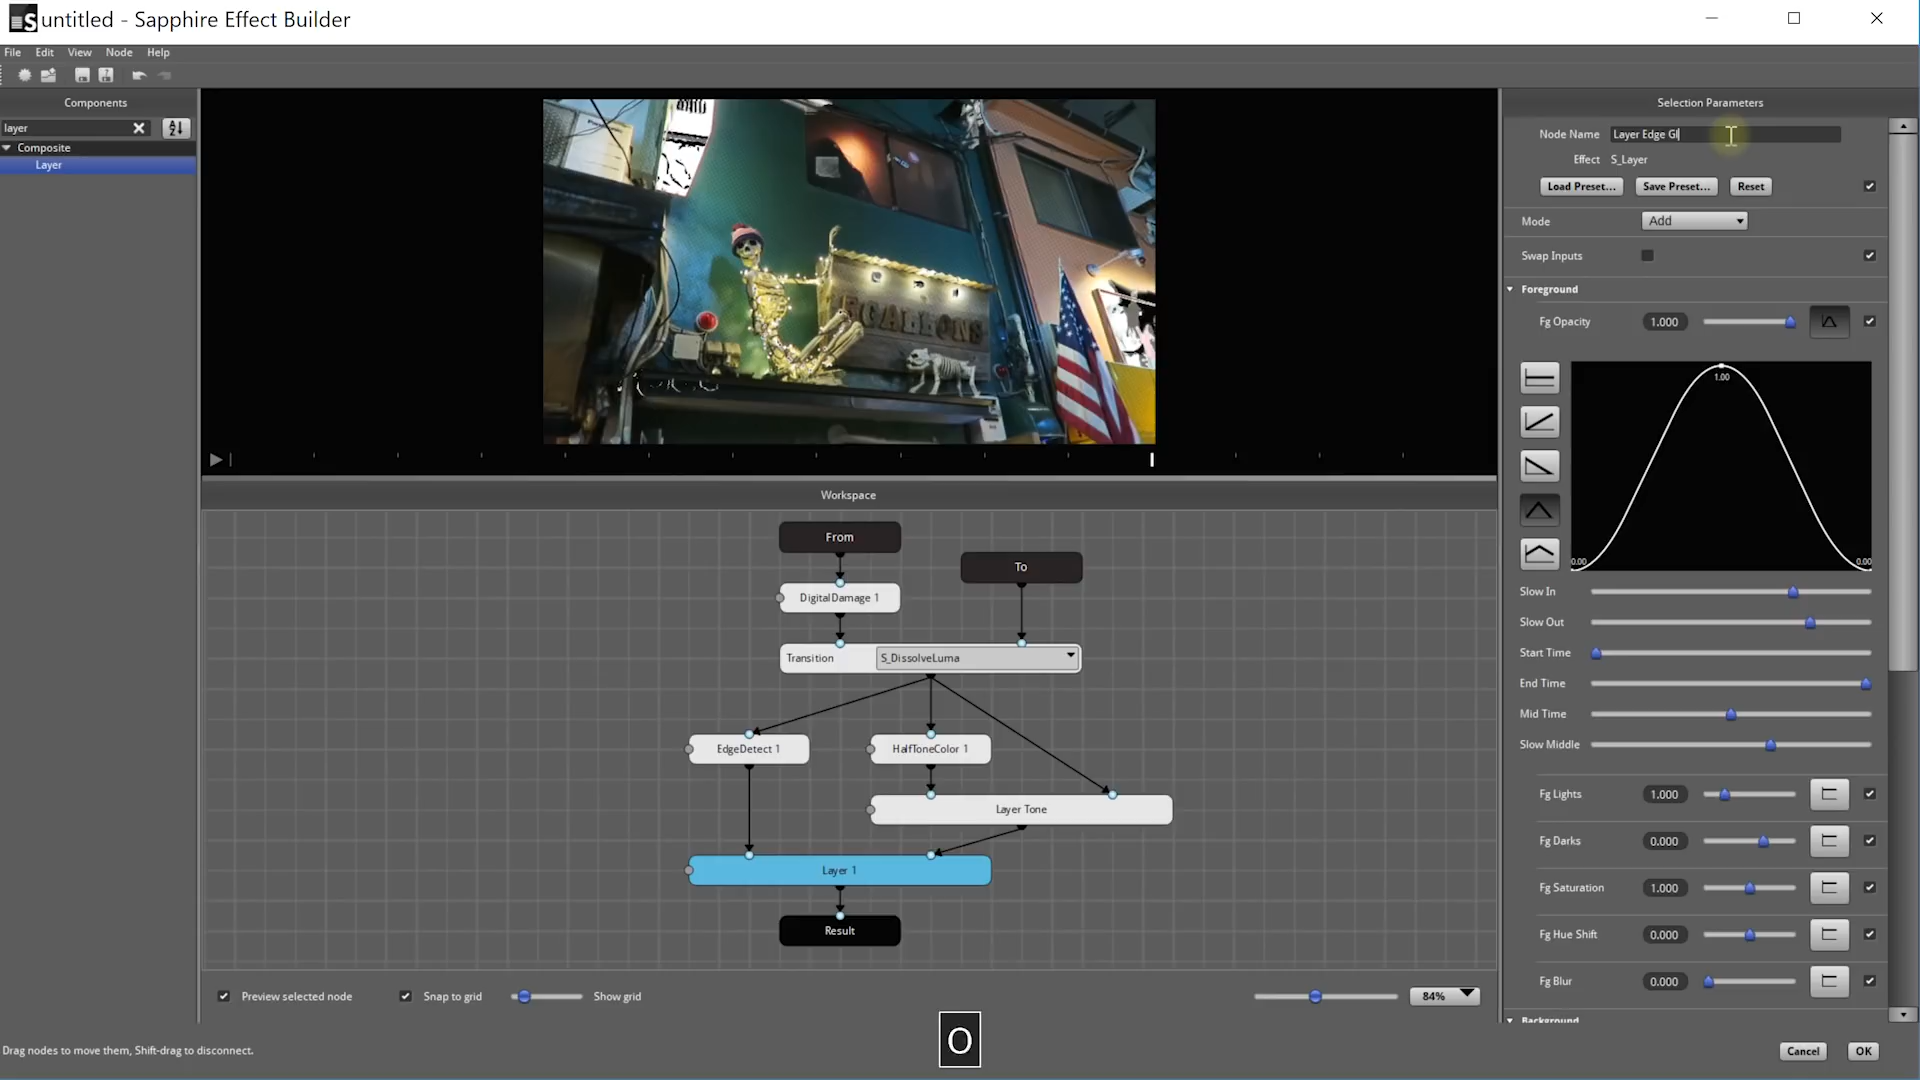 untitled - Sapphire Effect Builder
File Edit View Node Help
Components
layer
Composite
Layer
Workspace
From
To
DigitalDamage 1
Transition S_DissolveLuma
EdgeDetect 1
HalfToneColor 1
Layer Tone
Layer 1
Result
Preview selected node
Snap to grid
Show grid
84%
Drag nodes to move them, Shift-drag to disconnect.
O
Selection Parameters
Node Name Layer Edge Gl
Effect S_Layer
Load Preset... Save Preset... Reset
Mode Add
Swap Inputs
Foreground
Fg Opacity 1.000
1.00
0.00 0.00
Slow In
Slow Out
Start Time
End Time
Mid Time
Slow Middle
Fg Lights 1.000
Fg Darks 0.000
Fg Saturation 1.000
Fg Hue Shift 0.000
Fg Blur 0.000
Background
Cancel OK